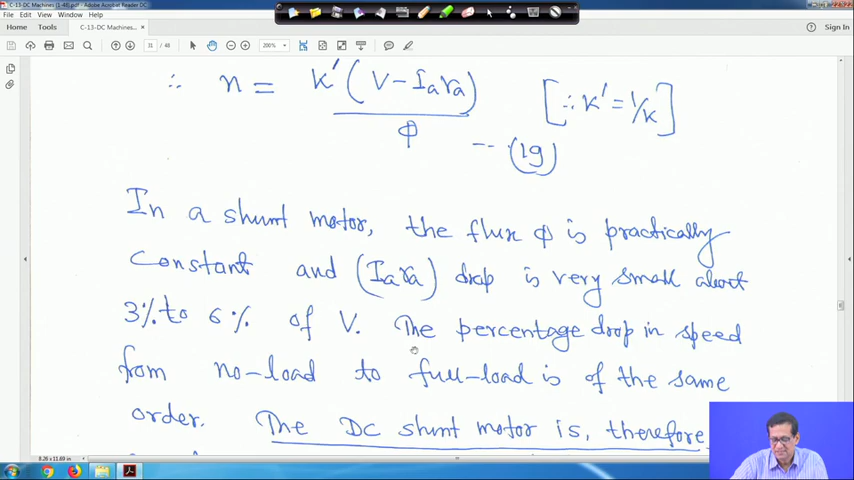 C-13-DC Machines (1-48).pdf - Adobe Acrobat Reader DC
File Edit View Window Help
Home Tools C-13-DC Machines (1-... ×
Sign In
31 / 48 200%
∴ n = K′(V - Iara) / φ [∴ K′ = 1/K]
-- (19)
In a shunt motor, the flux φ is practically
Constant and (Iara) drop is very small about
3% to 6% of V. The percentage drop in speed
from no-load to full-load is of the same
order. The DC shunt motor is, therefore
8.26 x 11.69 in